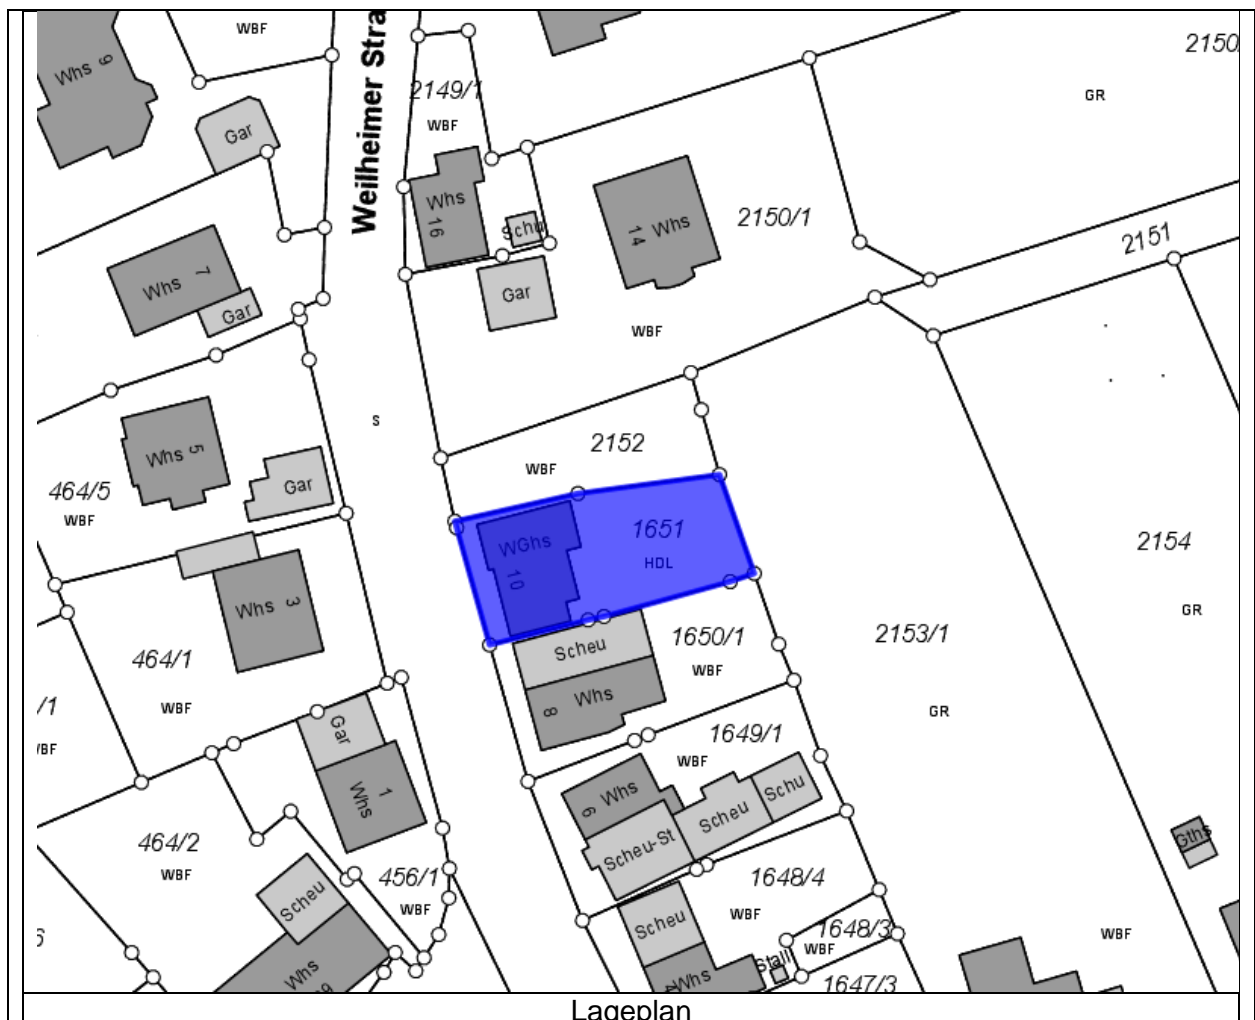 WBF
Whs 9
Gar
Weilheimer Stra
2149/1
WBF
2150
GR
Whs
16
Schu
14 Whs
2150/1
2151
Whs 7
Gar
Gar
WBF
S
Whs 5
Gar
464/5
WBF
2152
WBF
WGhs
10
1651
HDL
2154
GR
Whs 3
464/1
WBF
Scheu
8 Whs
1650/1
WBF
2153/1
GR
/1
WBF
Gar
1
Whs
1649/1
WBF
6 Whs
Scheu-St
Scheu
Schu
464/2
WBF
Scheu
456/1
WBF
Gths
1648/4
WBF
Scheu
1648/3
WBF
WBF
Stall
Whs
Whs
1647/3
Lageplan